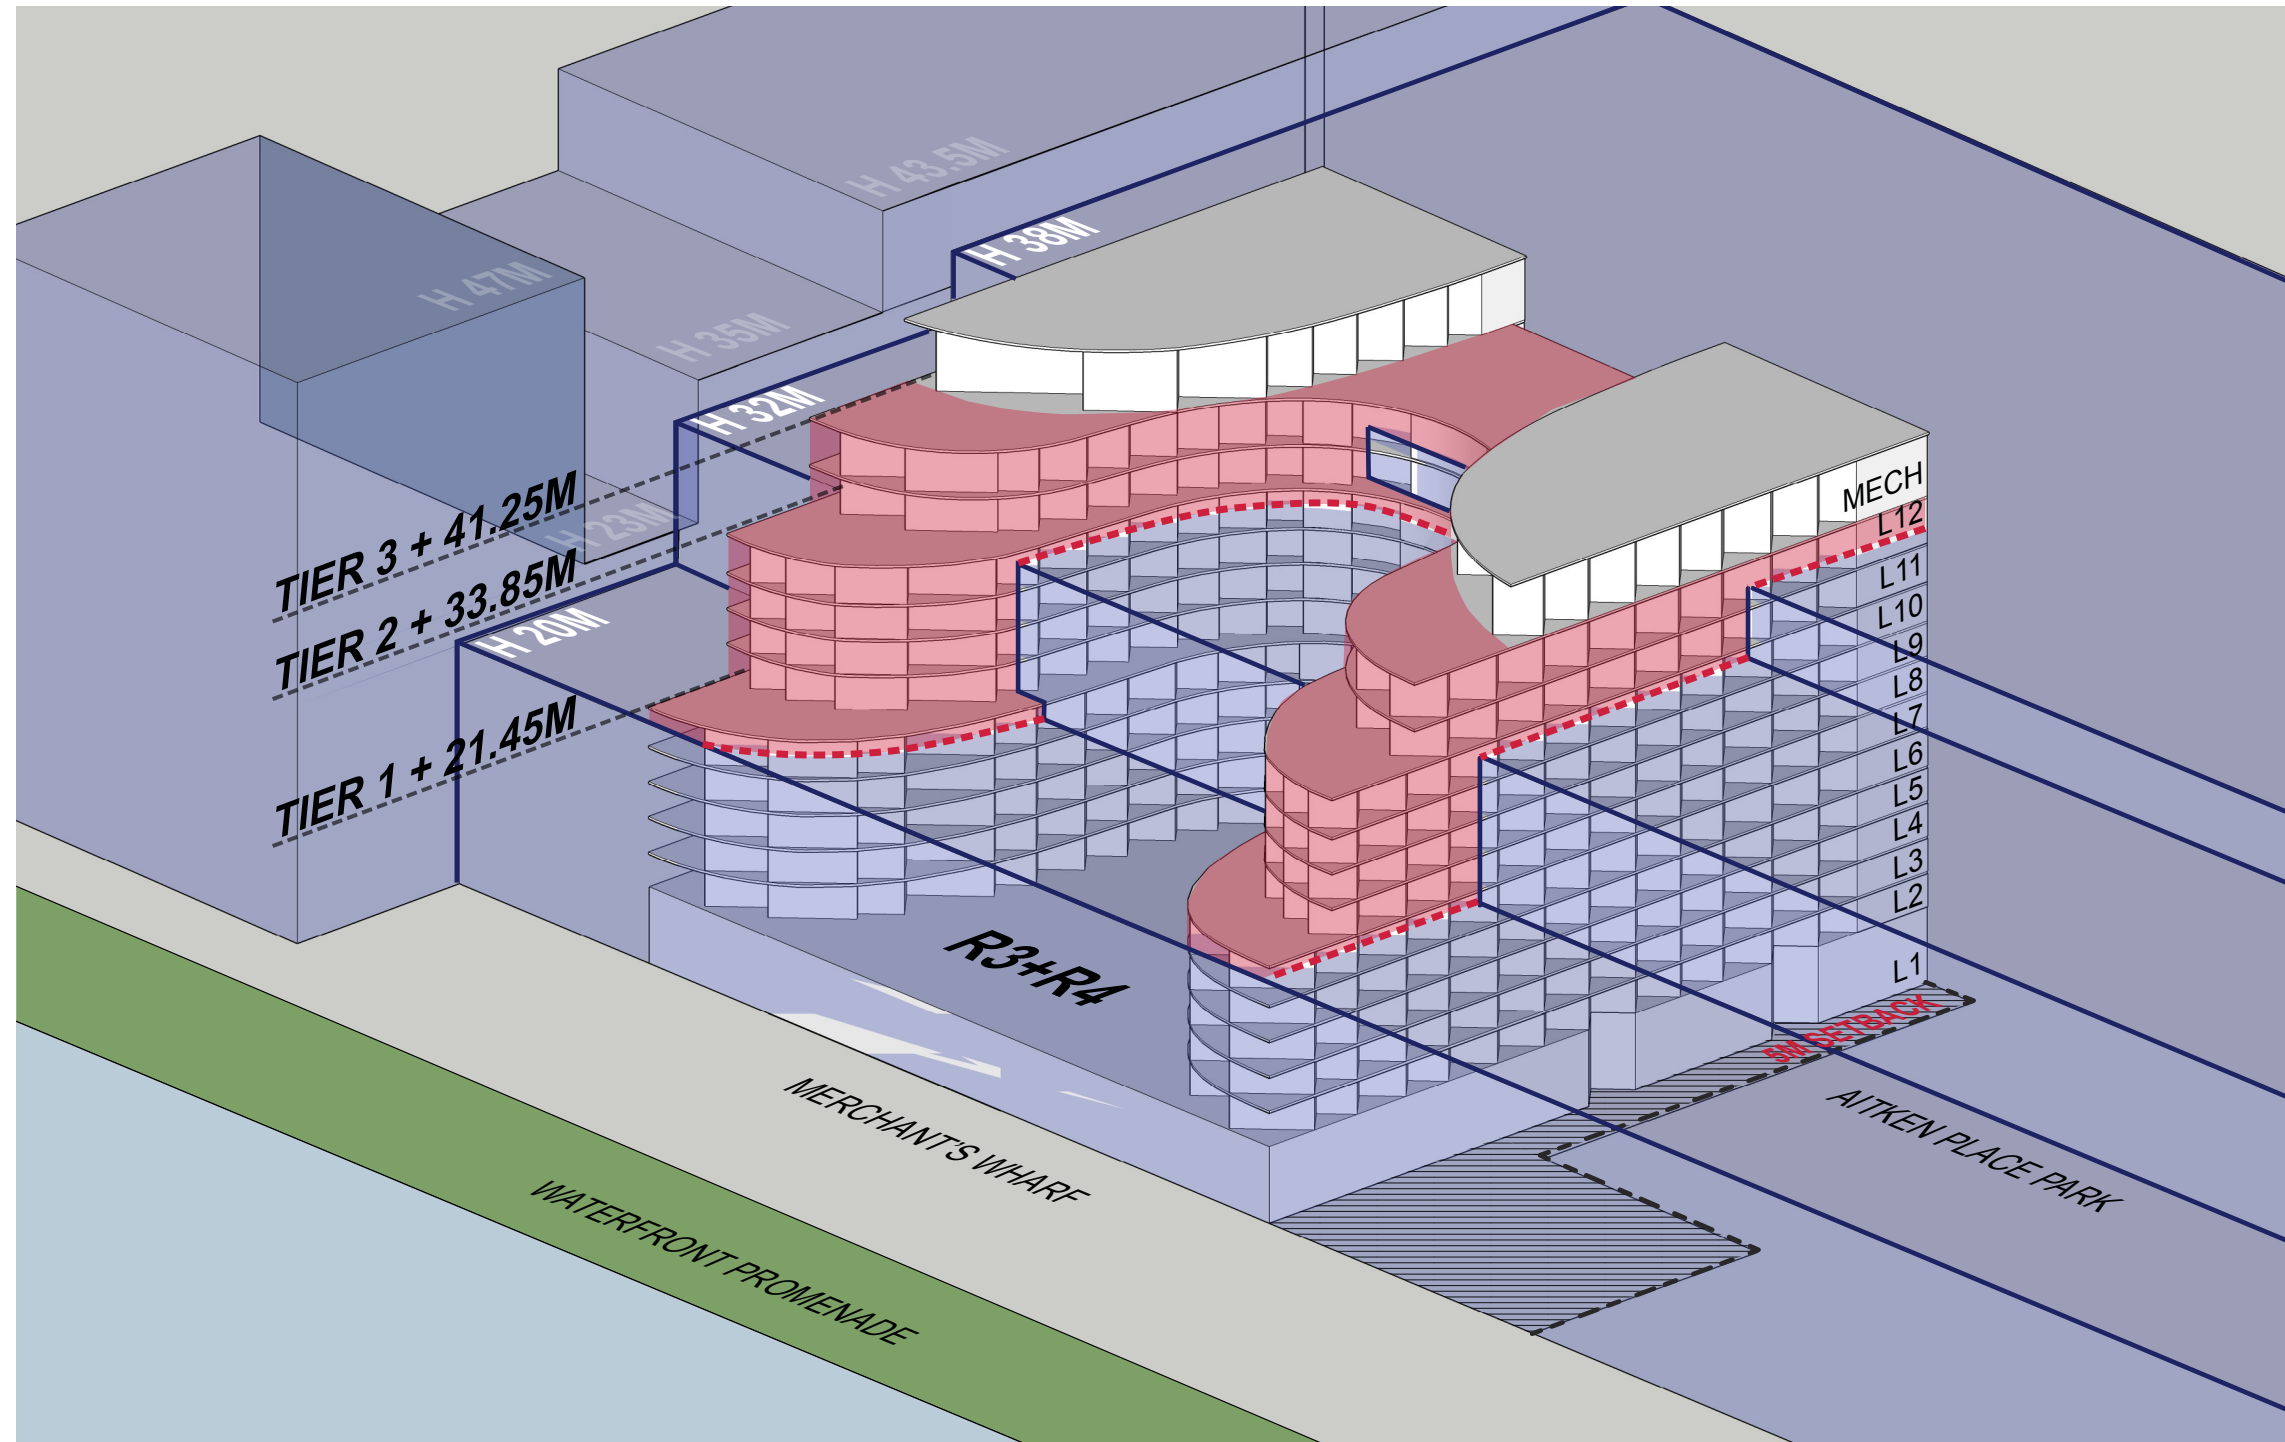 H 43.5M
H 38M
H 47M
H 35M
H 32M
H 23M
H 20M
TIER 3 + 41.25M
TIER 2 + 33.85M
TIER 1 + 21.45M
MECH
L12
L11
L10
L9
L8
L7
L6
L5
L4
L3
L2
L1
R3+R4
5M SETBACK
AITKEN PLACE PARK
MERCHANT'S WHARF
WATERFRONT PROMENADE